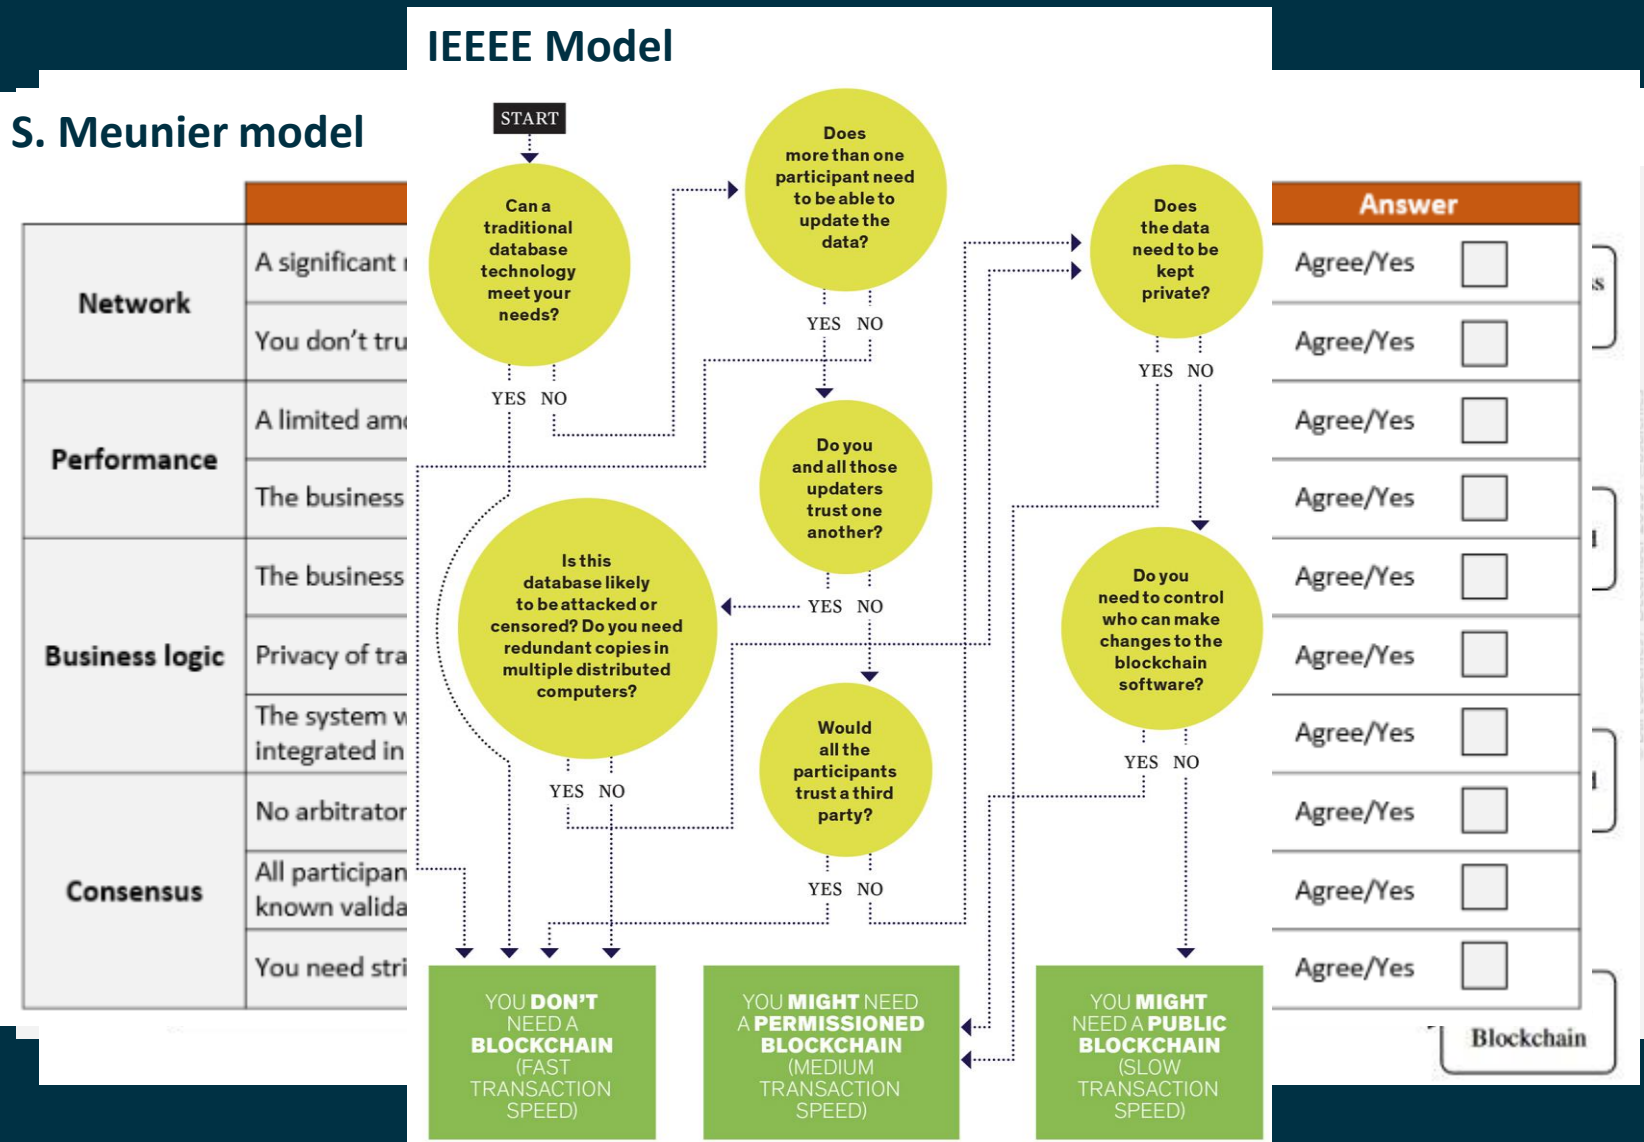 IEEEE Model
START
Can a
traditional
database
technology
meet your
needs?
YES NO
Does
more than one
participant need
to be able to
update the
data?
YES NO
Does
the data
need to be
kept
private?
YES NO
Do you
and all those
updaters
trust one
another?
YES NO
Is this
database likely
to be attacked or
censored? Do you need
redundant copies in
multiple distributed
computers?
YES NO
Do you
need to control
who can make
changes to the
blockchain
software?
YES NO
Would
all the
participants
trust a third
party?
YES NO
YOU DON'T
NEED A
BLOCKCHAIN
(FAST
TRANSACTION
SPEED)
YOU MIGHT NEED
A PERMISSIONED
BLOCKCHAIN
(MEDIUM
TRANSACTION
SPEED)
YOU MIGHT
NEED A PUBLIC
BLOCKCHAIN
(SLOW
TRANSACTION
SPEED)
S. Meunier model
Answer
Network
A significant
Agree/Yes
You don't tru
Agree/Yes
Performance
A limited amo
Agree/Yes
The business
Agree/Yes
Business logic
The business
Agree/Yes
Privacy of tra
Agree/Yes
The system w
integrated in
Agree/Yes
Consensus
No arbitrator
Agree/Yes
All participan
known valida
Agree/Yes
You need stri
Agree/Yes
Blockchain